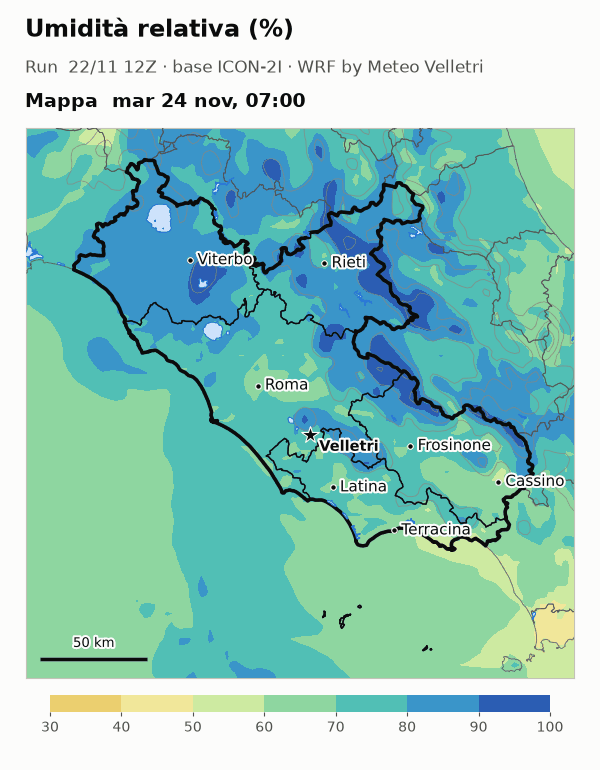 Umidità relativa (%)
Run  22/11 12Z · base ICON-2I · WRF by Meteo Velletri
Mappa  mar 24 nov, 07:00
Viterbo
Rieti
Roma
Velletri
Frosinone
Latina
Cassino
Terracina
50 km
30 40 50 60 70 80 90 100